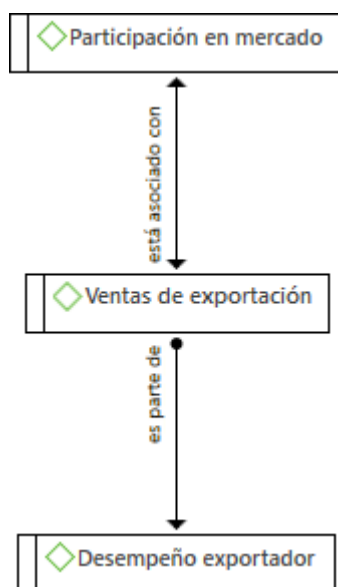 Participación en mercado
está asociado con
Ventas de exportación
es parte de
Desempeño exportador